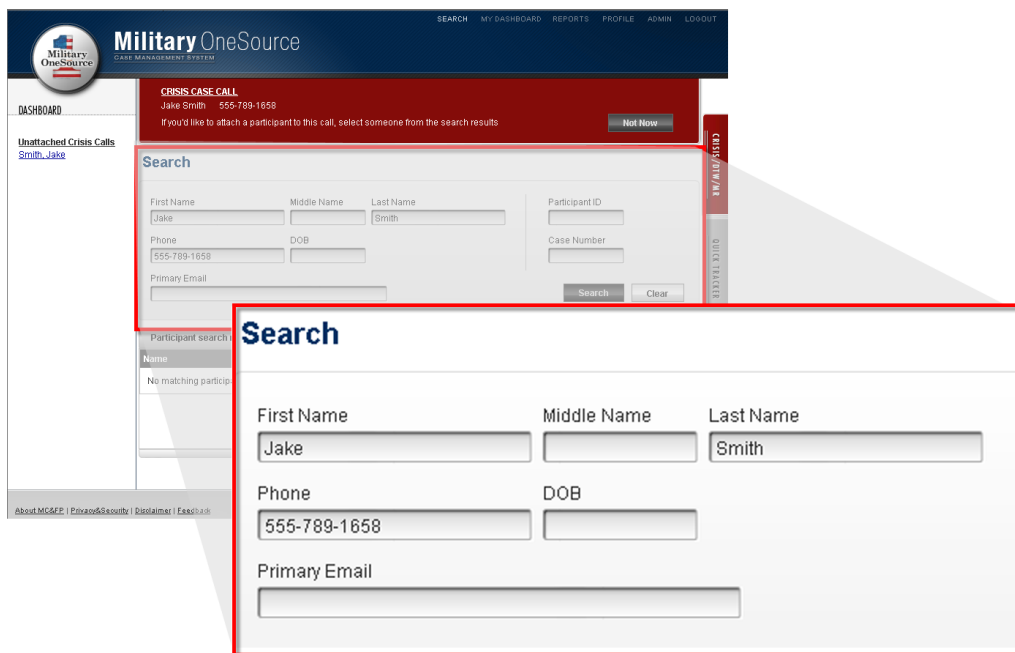 SEARCH MY DASHBOARD REPORTS PROFILE ADMIN LOGOUT
Military OneSource
CASE MANAGEMENT SYSTEM
Military
OneSource
DASHBOARD
Unattached Crisis Calls
Smith, Jake
CRISIS CASE CALL
Jake Smith 555-789-1658
If you'd like to attach a participant to this call, select someone from the search results
Not Now
CRISIS/DTW/MR
QUICK TRACKER
Search
First Name Middle Name Last Name Participant ID
Jake Smith
Phone DOB Case Number
555-789-1658
Primary Email
Search Clear
Participant search
Name
No matching particip
About MC&FP | Privacy&Security | Disclaimer | Feedback
Search
First Name Middle Name Last Name
Jake Smith
Phone DOB
555-789-1658
Primary Email